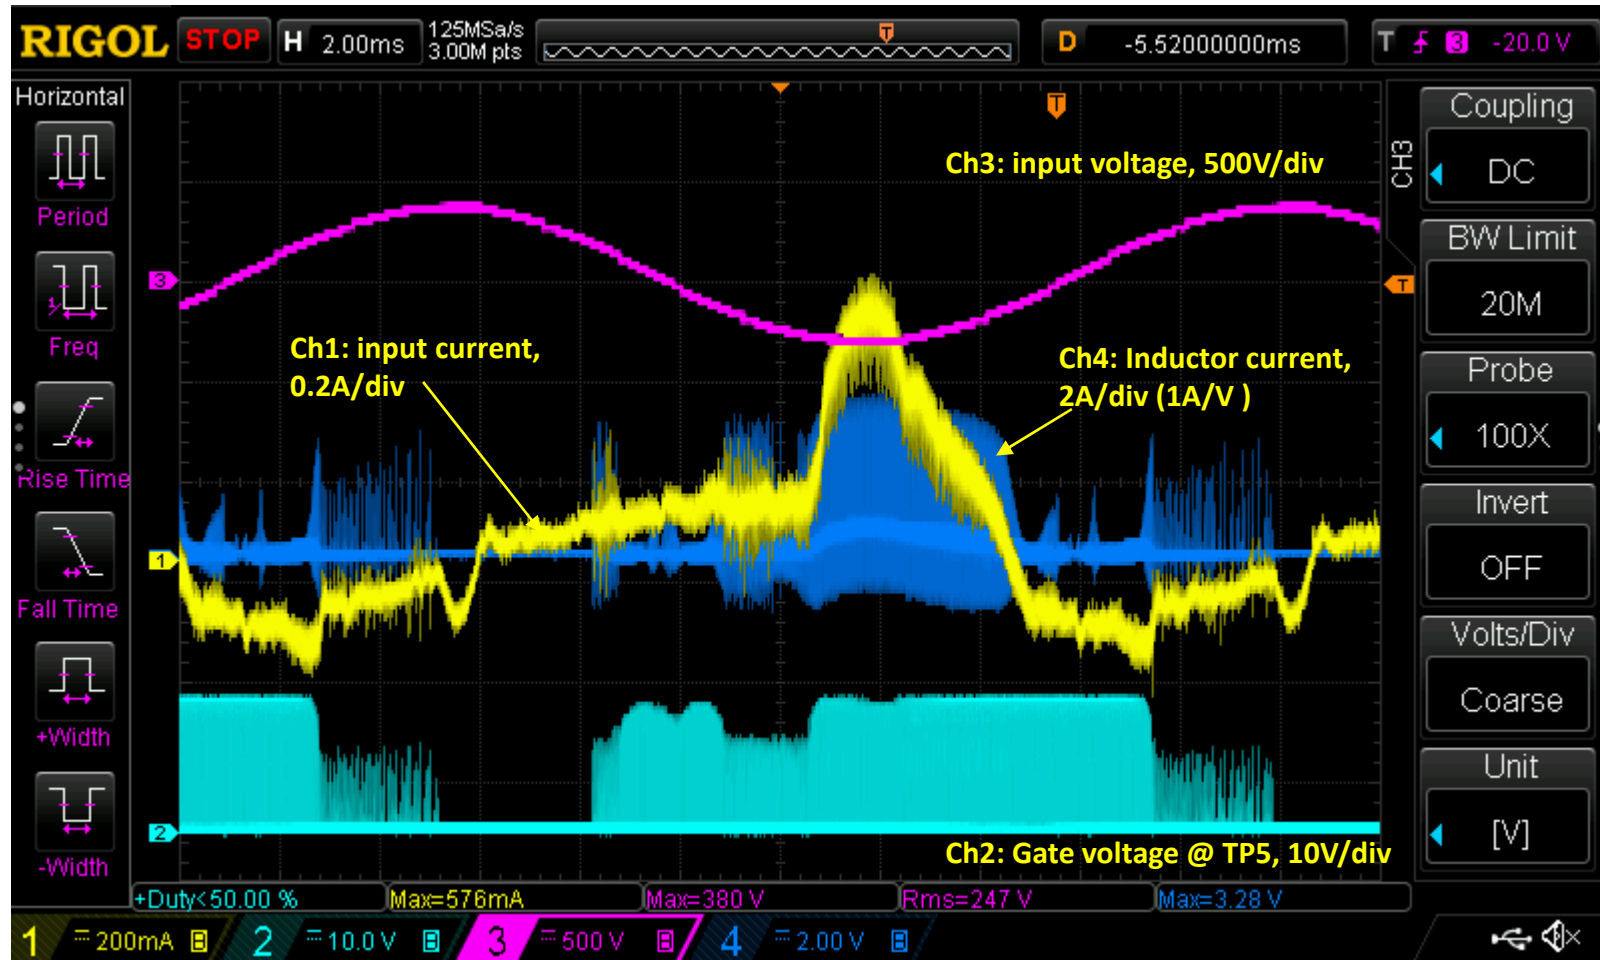 RIGOL STOP H 2.00ms 125MSa/s D -5.52000000ms T 3 -20.0 V
3.00M pts
T
Horizontal
Coupling
DC
T
CH3
Ch3: input voltage, 500V/div
Period
BW Limit
20M
3
T
Freq
Ch1: input current,
0.2A/div
Ch4: Inductor current,
2A/div (1A/V )
Probe
100X
Rise Time
Invert
OFF
1
Fall Time
Volts/Div
Coarse
+Width
Unit
[V]
2
Ch2: Gate voltage @ TP5, 10V/div
-Width
+Duty<50.00 % Max=576mA Max=380 V Rms=247 V Max=3.28 V
1 200mA B 2 10.0 V B 3 500 V B 4 2.00 V B